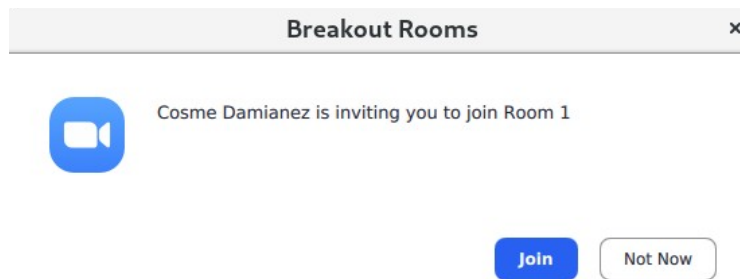 Breakout Rooms
Cosme Damianez is inviting you to join Room 1
Join
Not Now